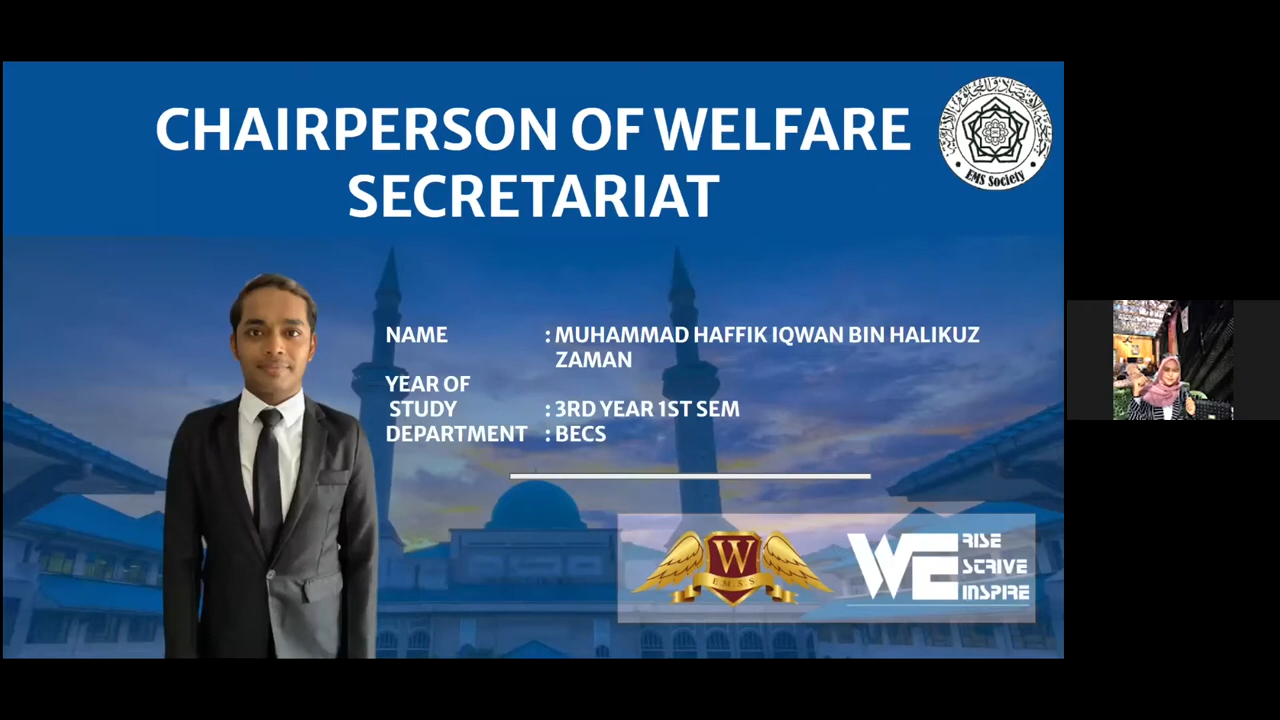 CHAIRPERSON OF WELFARE
SECRETARIAT
EMS Society
NAME : MUHAMMAD HAFFIK IQWAN BIN HALIKUZ
ZAMAN
YEAR OF
STUDY : 3RD YEAR 1ST SEM
DEPARTMENT : BECS
W
E.M.S.S
WE RISE
STRIVE
INSPIRE